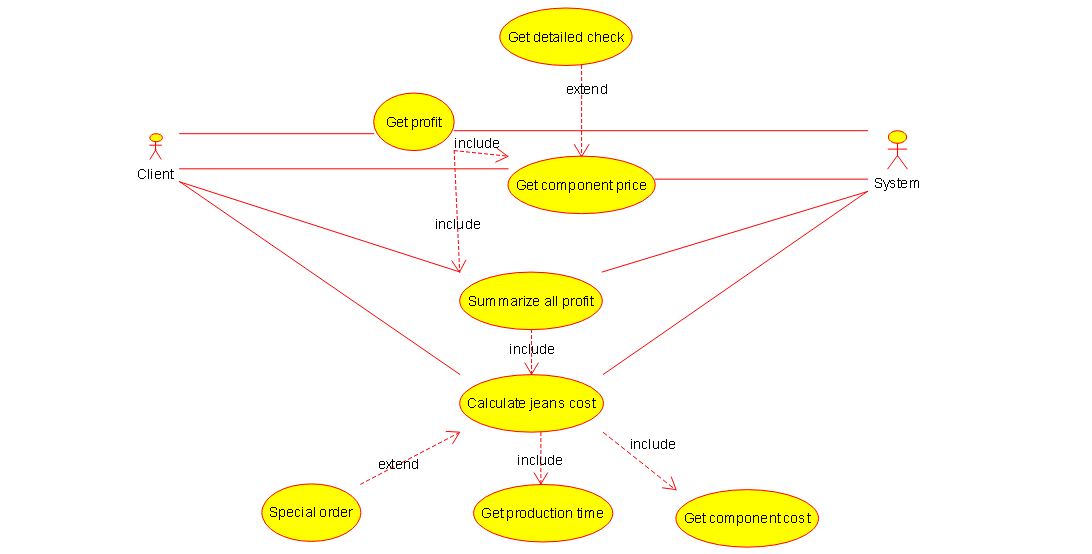 Get detailed check
extend
Get profit
include
Client
System
Get component price
include
Summarize all profit
include
Calculate jeans cost
include
extend
include
Special order
Get production time
Get component cost